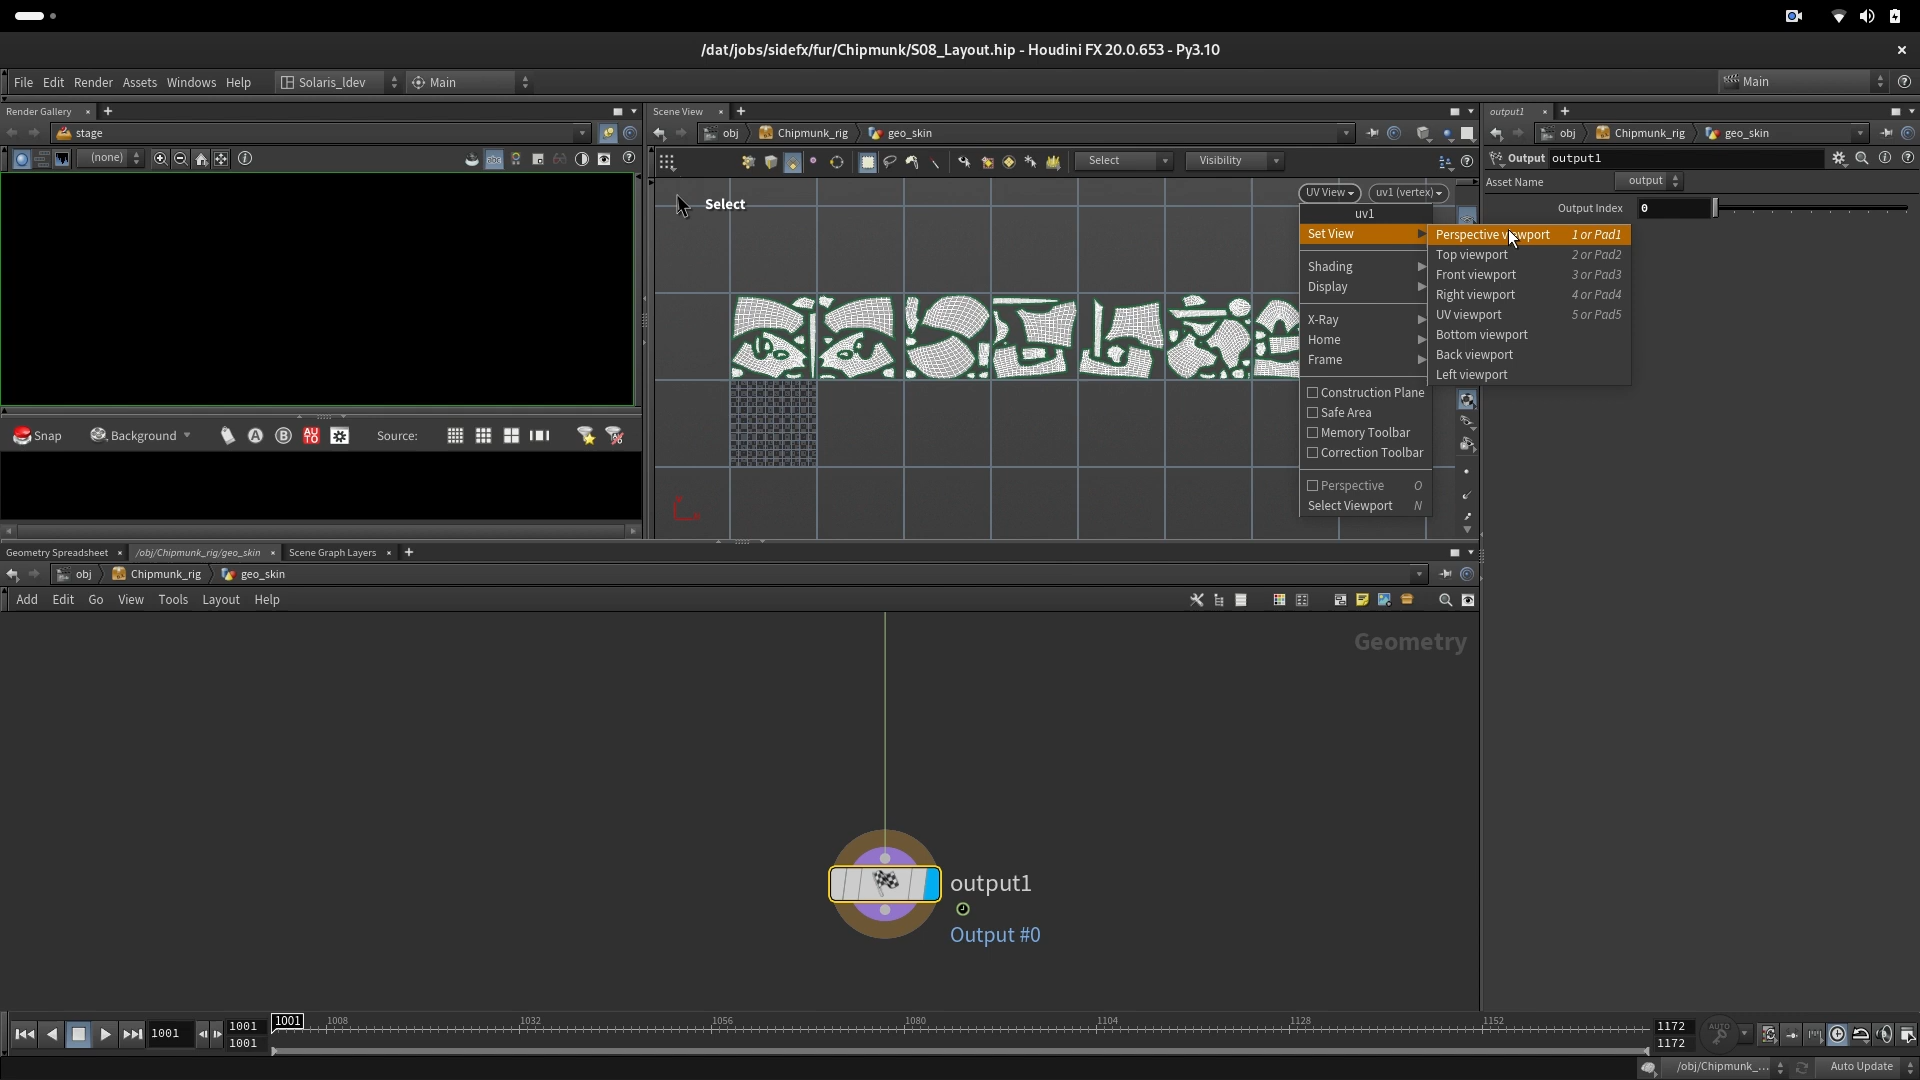 /dat/jobs/sidefx/fur/Chipmunk/S08_Layout.hip - Houdini FX 20.0.653 - Py3.10
File Edit Render Assets Windows Help Solaris_ldev Main Main
Render Gallery
stage
(none)
Snap Background AUTO Source:
Scene View
obj Chipmunk_rig geo_skin
Select Visibility
Select
UV View uv1 (vertex)
uv1
Set View
Shading
Display
X-Ray
Home
Frame
Construction Plane
Safe Area
Memory Toolbar
Correction Toolbar
Perspective O
Select Viewport N
Perspective viewport 1 or Pad1
Top viewport 2 or Pad2
Front viewport 3 or Pad3
Right viewport 4 or Pad4
UV viewport 5 or Pad5
Bottom viewport
Back viewport
Left viewport
output1
obj Chipmunk_rig geo_skin
Output output1
Asset Name output
Output Index 0
Geometry Spreadsheet /obj/Chipmunk_rig/geo_skin Scene Graph Layers
obj Chipmunk_rig geo_skin
Add Edit Go View Tools Layout Help
Geometry
output1
Output #0
1001 1001 1001 1001 1008 1032 1056 1080 1104 1128 1152 1172 1172 AUTO
/obj/Chipmunk_... Auto Update